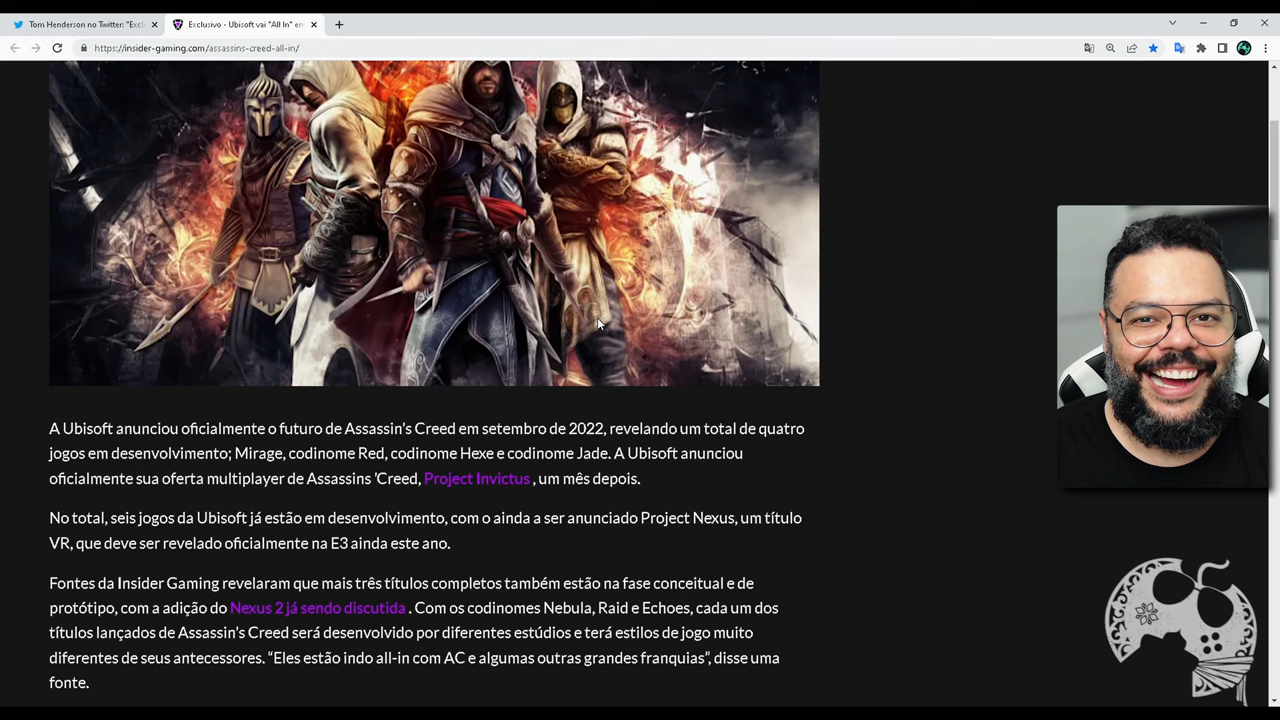 Tom Henderson no Twitter: "Excl
Exclusivo - Ubisoft vai "All In" em
https://insider-gaming.com/assassins-creed-all-in/
A Ubisoft anunciou oficialmente o futuro de Assassin's Creed em setembro de 2022, revelando um total de quatro
jogos em desenvolvimento; Mirage, codinome Red, codinome Hexe e codinome Jade. A Ubisoft anunciou
oficialmente sua oferta multiplayer de Assassins 'Creed, Project Invictus , um mês depois.
No total, seis jogos da Ubisoft já estão em desenvolvimento, com o ainda a ser anunciado Project Nexus, um título
VR, que deve ser revelado oficialmente na E3 ainda este ano.
Fontes da Insider Gaming revelaram que mais três títulos completos também estão na fase conceitual e de
protótipo, com a adição do Nexus 2 já sendo discutida . Com os codinomes Nebula, Raid e Echoes, cada um dos
títulos lançados de Assassin's Creed será desenvolvido por diferentes estúdios e terá estilos de jogo muito
diferentes de seus antecessores. “Eles estão indo all-in com AC e algumas outras grandes franquias”, disse uma
fonte.